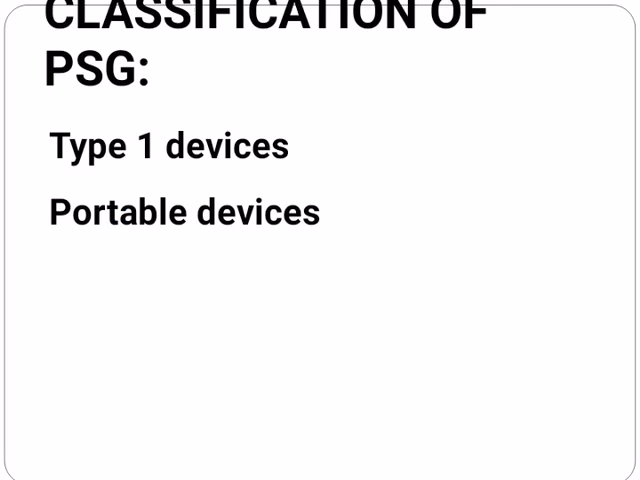 CLASSIFICATION OF
PSG:
Type 1 devices
Portable devices